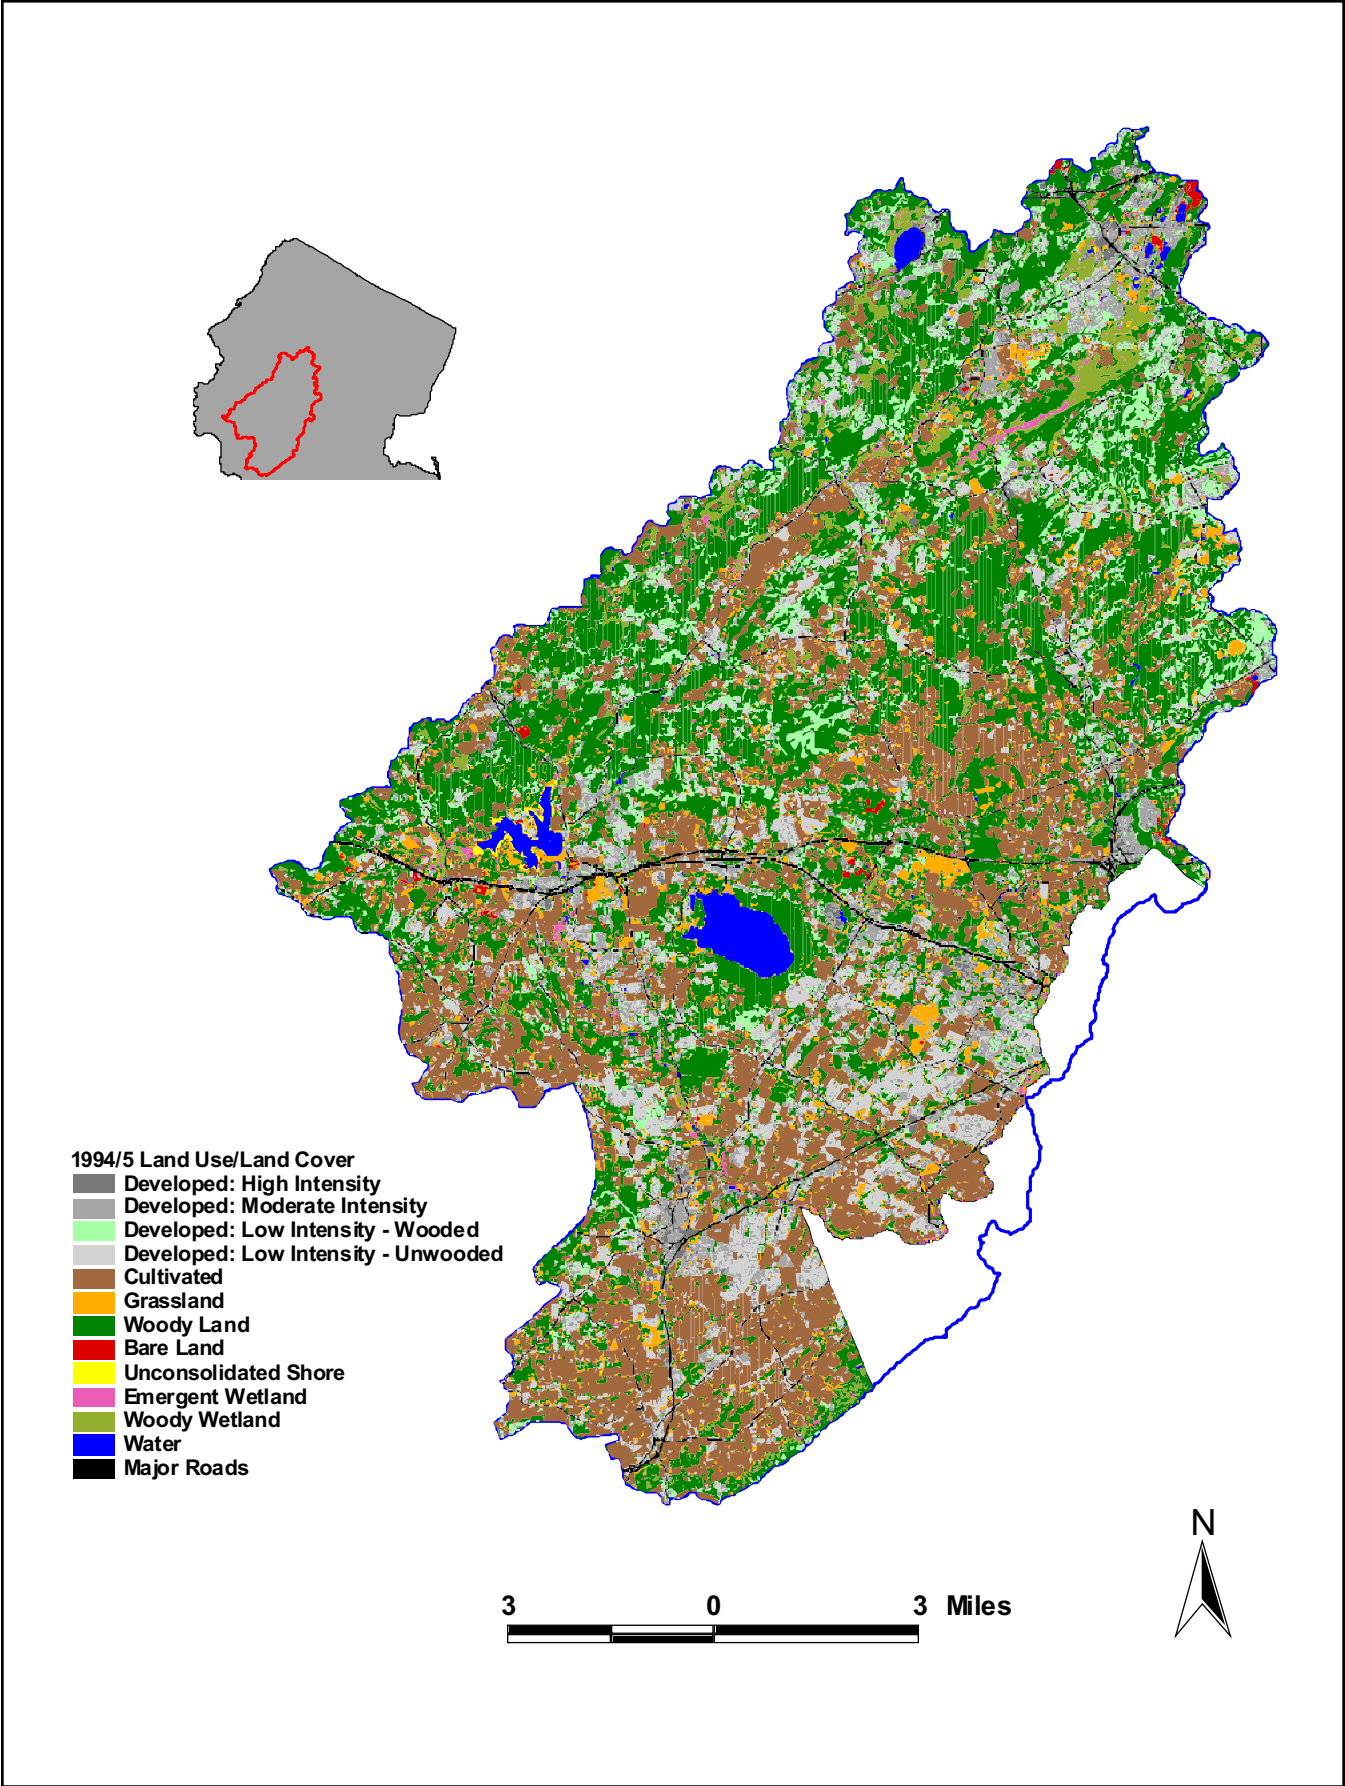 1994/5 Land Use/Land Cover
Developed: High Intensity
Developed: Moderate Intensity
Developed: Low Intensity - Wooded
Developed: Low Intensity - Unwooded
Cultivated
Grassland
Woody Land
Bare Land
Unconsolidated Shore
Emergent Wetland
Woody Wetland
Water
Major Roads
N
3 0 3 Miles